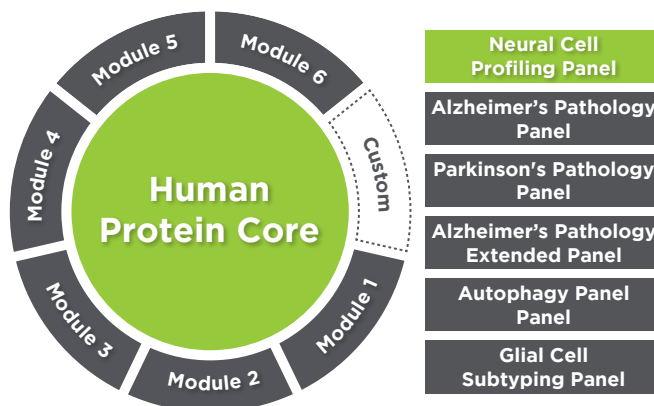 Module 5
Module 6
Module 4
Custom
Human
Protein Core
Module 3
Module 2
Module 1
Neural Cell
Profiling Panel
Alzheimer's Pathology
Panel
Parkinson's Pathology
Panel
Alzheimer's Pathology
Extended Panel
Autophagy Panel
Panel
Glial Cell
Subtyping Panel